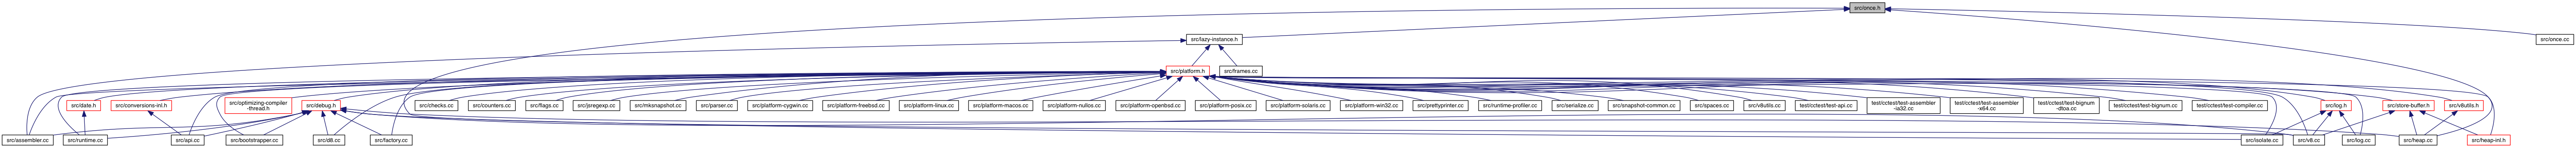 src/once.h
src/lazy-instance.h
src/once.cc
src/platform.h
src/frames.cc
src/date.h
src/conversions-inl.h
src/optimizing-compiler
-thread.h
src/debug.h
src/checks.cc
src/counters.cc
src/flags.cc
src/jsregexp.cc
src/mksnapshot.cc
src/parser.cc
src/platform-cygwin.cc
src/platform-freebsd.cc
src/platform-linux.cc
src/platform-macos.cc
src/platform-nullos.cc
src/platform-openbsd.cc
src/platform-posix.cc
src/platform-solaris.cc
src/platform-win32.cc
src/prettyprinter.cc
src/runtime-profiler.cc
src/serialize.cc
src/snapshot-common.cc
src/spaces.cc
src/v8utils.cc
test/cctest/test-api.cc
test/cctest/test-assembler
-ia32.cc
test/cctest/test-assembler
-x64.cc
test/cctest/test-bignum
-dtoa.cc
test/cctest/test-bignum.cc
test/cctest/test-compiler.cc
src/log.h
src/store-buffer.h
src/v8utils.h
src/assembler.cc
src/runtime.cc
src/api.cc
src/bootstrapper.cc
src/d8.cc
src/factory.cc
src/isolate.cc
src/v8.cc
src/log.cc
src/heap.cc
src/heap-inl.h